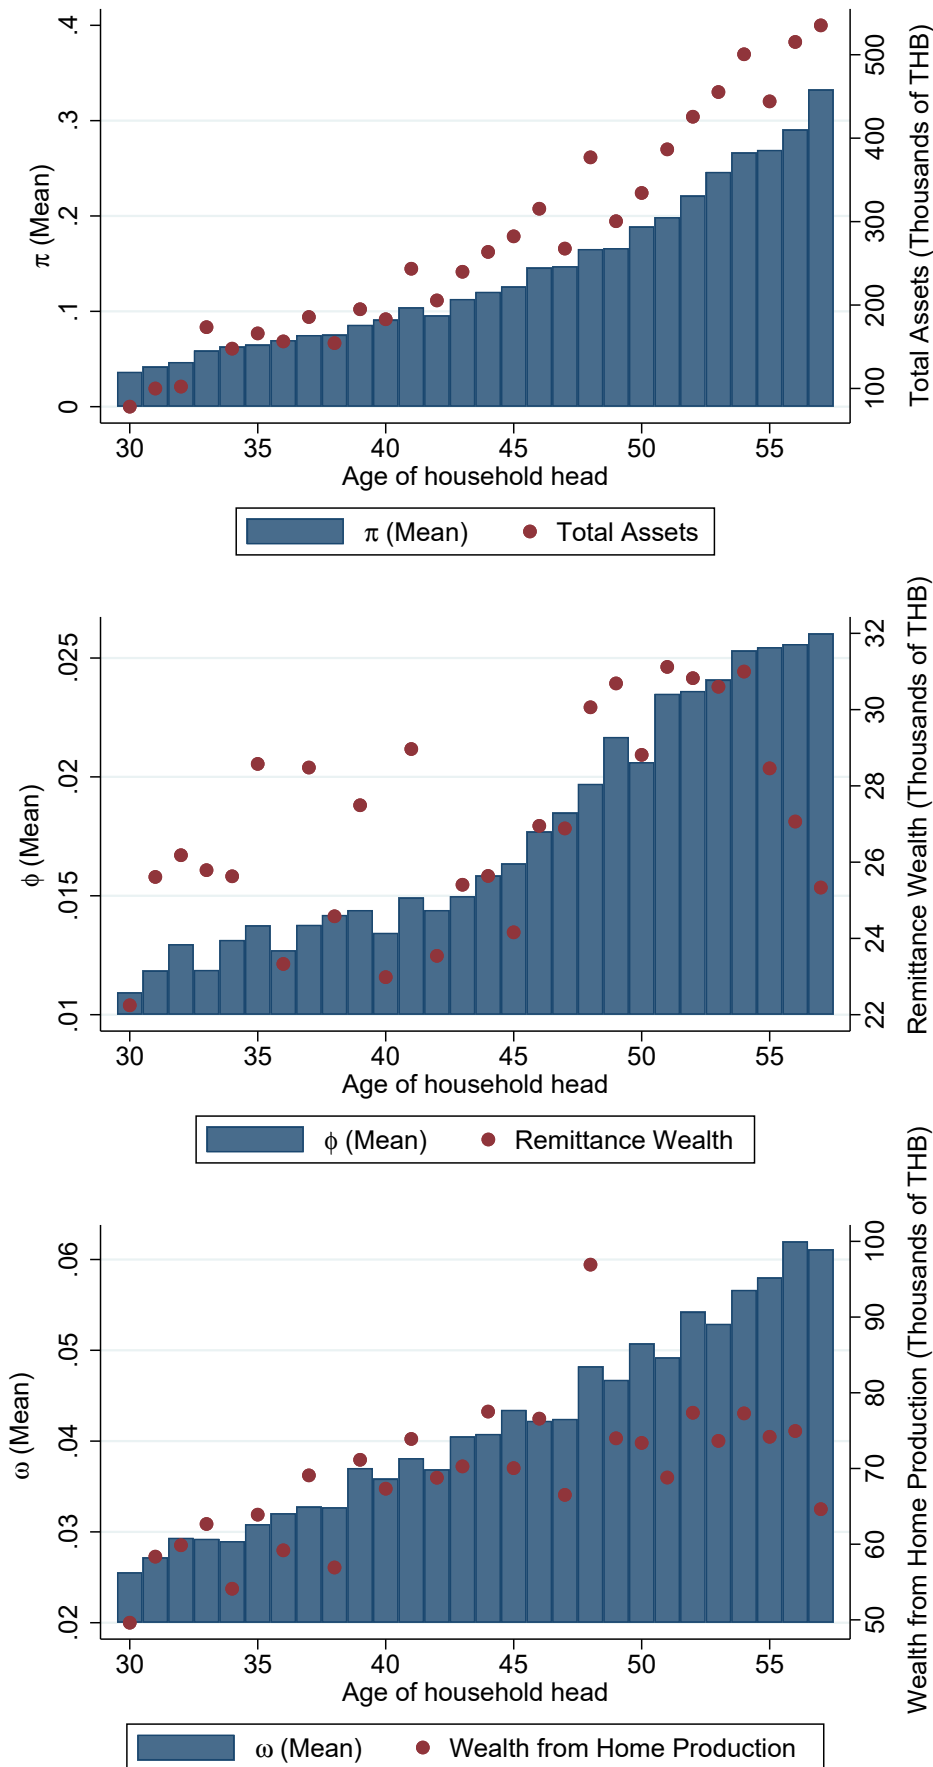 π (Mean)
0 .1 .2 .3 .4
Total Assets (Thousands of THB)
100 200 300 400 500
30 35 40 45 50 55
Age of household head
π (Mean) Total Assets
ϕ (Mean)
.01 .015 .02 .025
Remittance Wealth (Thousands of THB)
22 24 26 28 30 32
30 35 40 45 50 55
Age of household head
ϕ (Mean) Remittance Wealth
ω (Mean)
.02 .03 .04 .05 .06
Wealth from Home Production (Thousands of THB)
50 60 70 80 90 100
30 35 40 45 50 55
Age of household head
ω (Mean) Wealth from Home Production